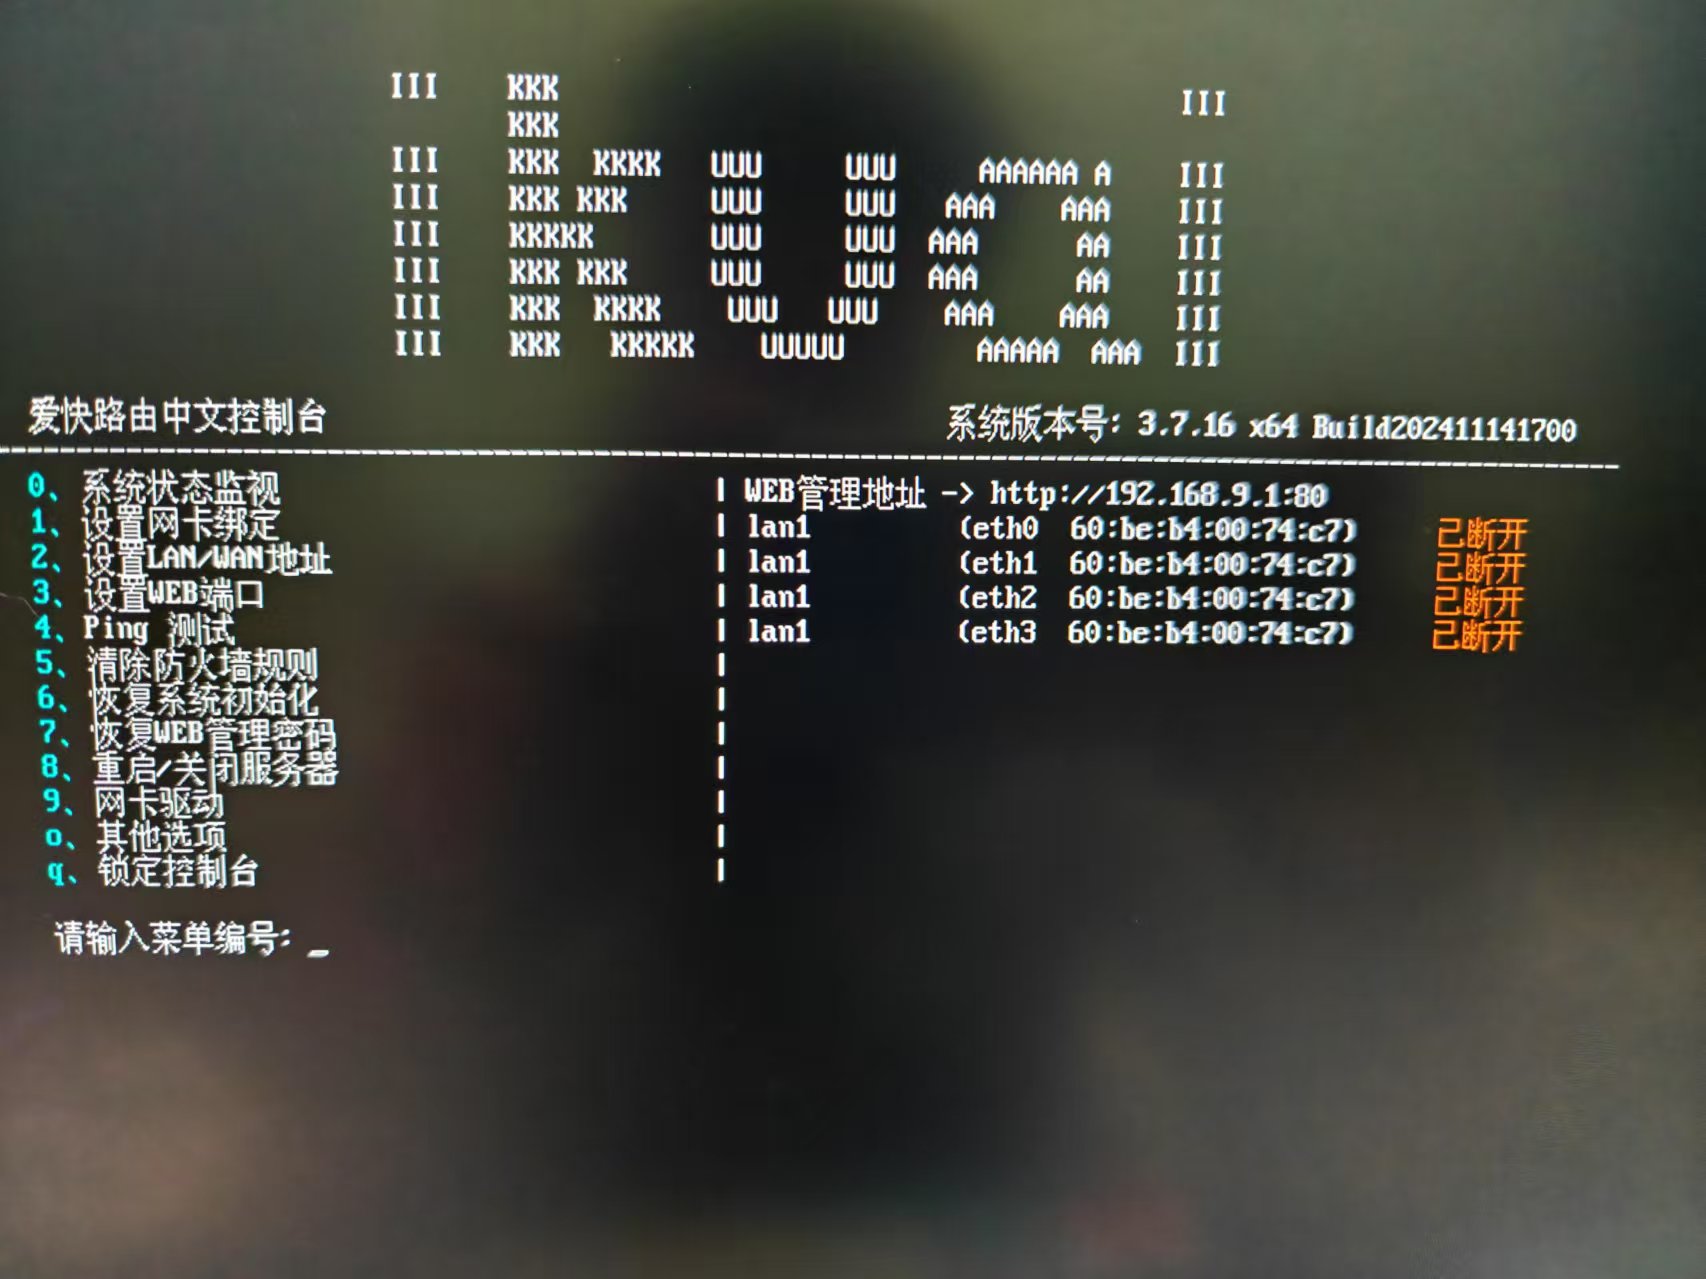 III    KKK                                     III
       KKK
III    KKK  KKKK   UUU     UUU     AAAAAA A    III
III    KKK KKK     UUU     UUU   AAA    AAA    III
III    KKKKK       UUU     UUU  AAA      AA    III
III    KKK KKK     UUU     UUU  AAA      AA    III
III    KKK  KKKK    UUU   UUU    AAA    AAA    III
III    KKK   KKKKK    UUUUU        AAAAA  AAA  III
爱快路由中文控制台 系统版本号: 3.7.16 x64 Build202411141700
0、 系统状态监视 | WEB管理地址 -> http://192.168.9.1:80
1、 设置网卡绑定 | lan1 (eth0 60:be:b4:00:74:c7) 已断开
2、 设置LAN/WAN地址 | lan1 (eth1 60:be:b4:00:74:c7) 已断开
3、 设置WEB端口 | lan1 (eth2 60:be:b4:00:74:c7) 已断开
4、 Ping 测试 | lan1 (eth3 60:be:b4:00:74:c7) 已断开
5、 清除防火墙规则 |
6、 恢复系统初始化 |
7、 恢复WEB管理密码 |
8、 重启/关闭服务器 |
9、 网卡驱动 |
o、 其他选项 |
q、 锁定控制台 |
请输入菜单编号: _